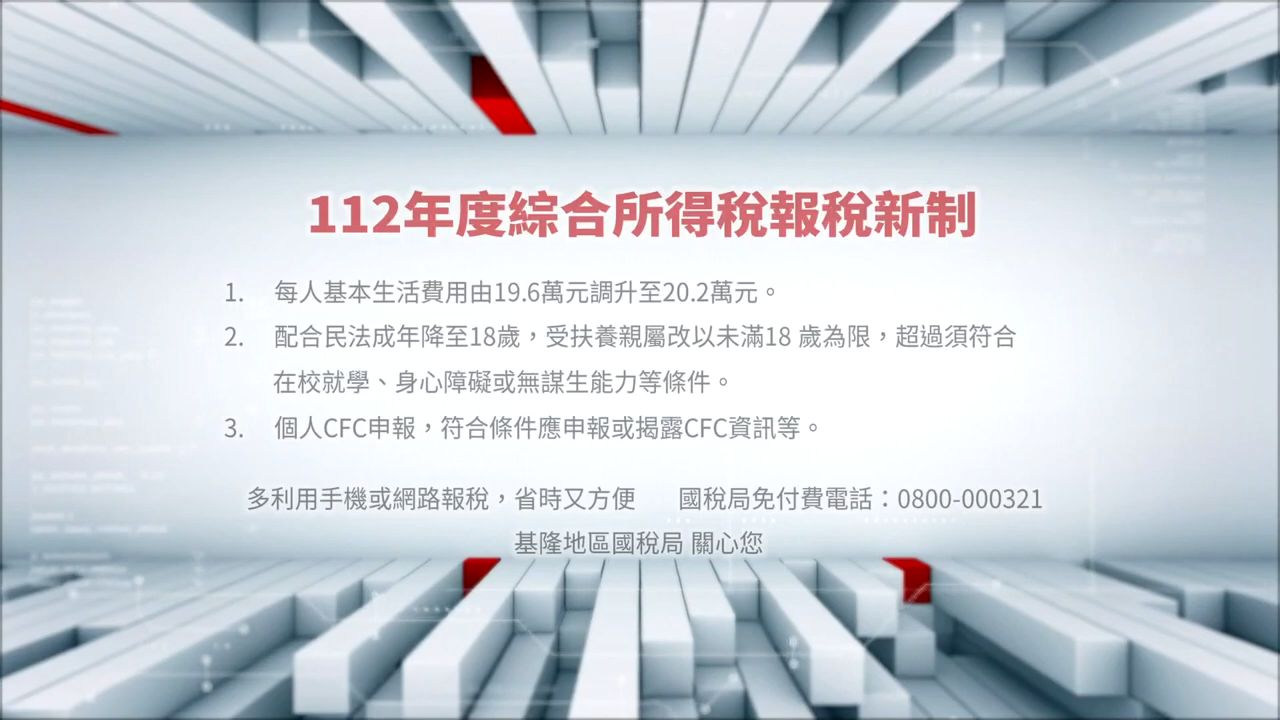 112年度綜合所得稅報稅新制
1. 每人基本生活費用由19.6萬元調升至20.2萬元。
2. 配合民法成年降至18歲，受扶養親屬改以未滿18 歲為限，超過須符合
在校就學、身心障礙或無謀生能力等條件。
3. 個人CFC申報，符合條件應申報或揭露CFC資訊等。
多利用手機或網路報稅，省時又方便 國稅局免付費電話：0800-000321
基隆地區國稅局 關心您